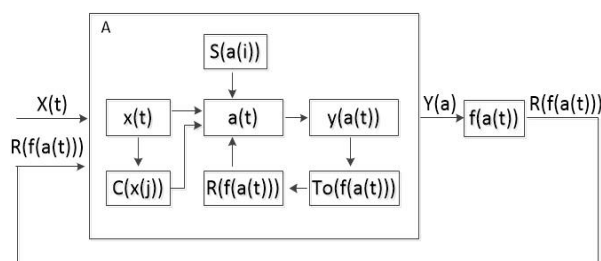 A
S(a(i))
X(t)
x(t)
a(t)
y(a(t))
Y(a)
f(a(t))
R(f(a(t)))
R(f(a(t)))
C(x(j))
R(f(a(t)))
To(f(a(t)))